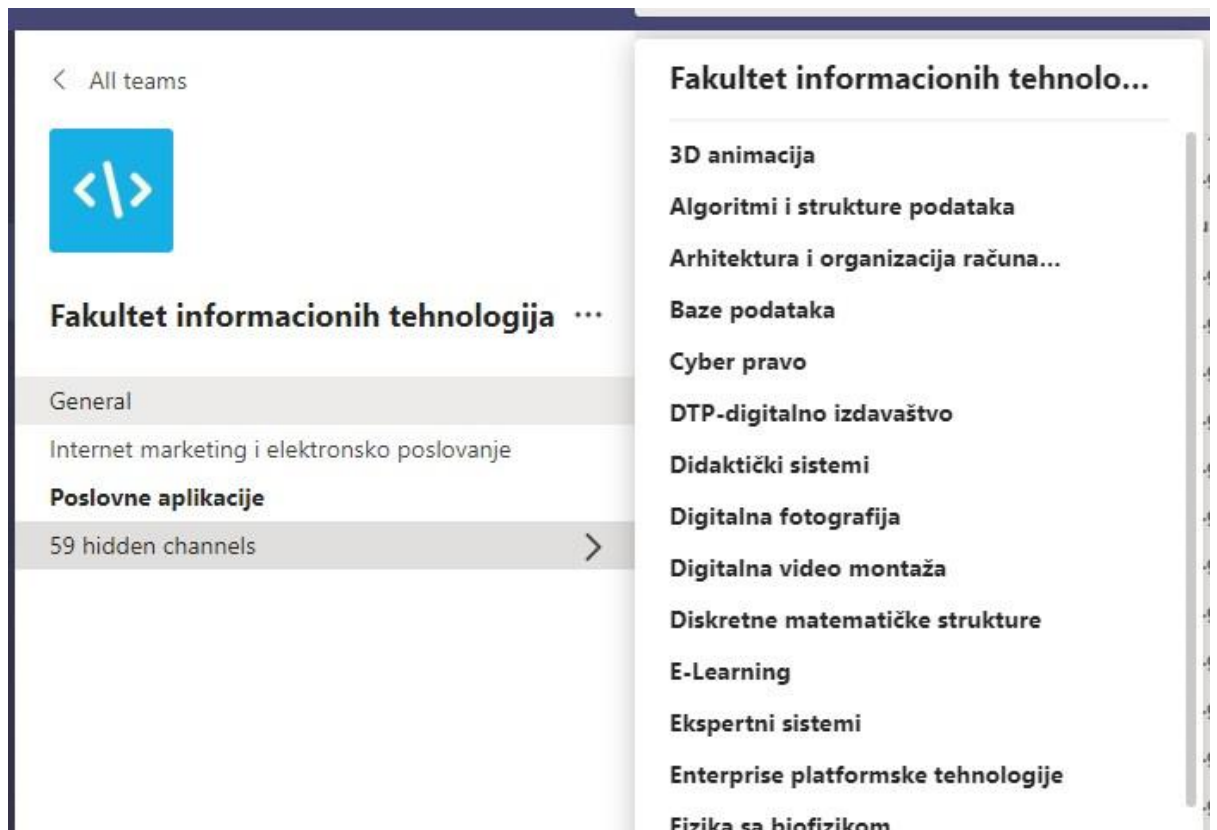 All teams
Fakultet informacionih tehnologija ...
General
Internet marketing i elektronsko poslovanje
Poslovne aplikacije
59 hidden channels
Fakultet informacionih tehnolo...
3D animacija
Algoritmi i strukture podataka
Arhitektura i organizacija računa...
Baze podataka
Cyber pravo
DTP-digitalno izdavaštvo
Didaktički sistemi
Digitalna fotografija
Digitalna video montaža
Diskretne matematičke strukture
E-Learning
Ekspertni sistemi
Enterprise platformske tehnologije
Fizika sa biofizikom